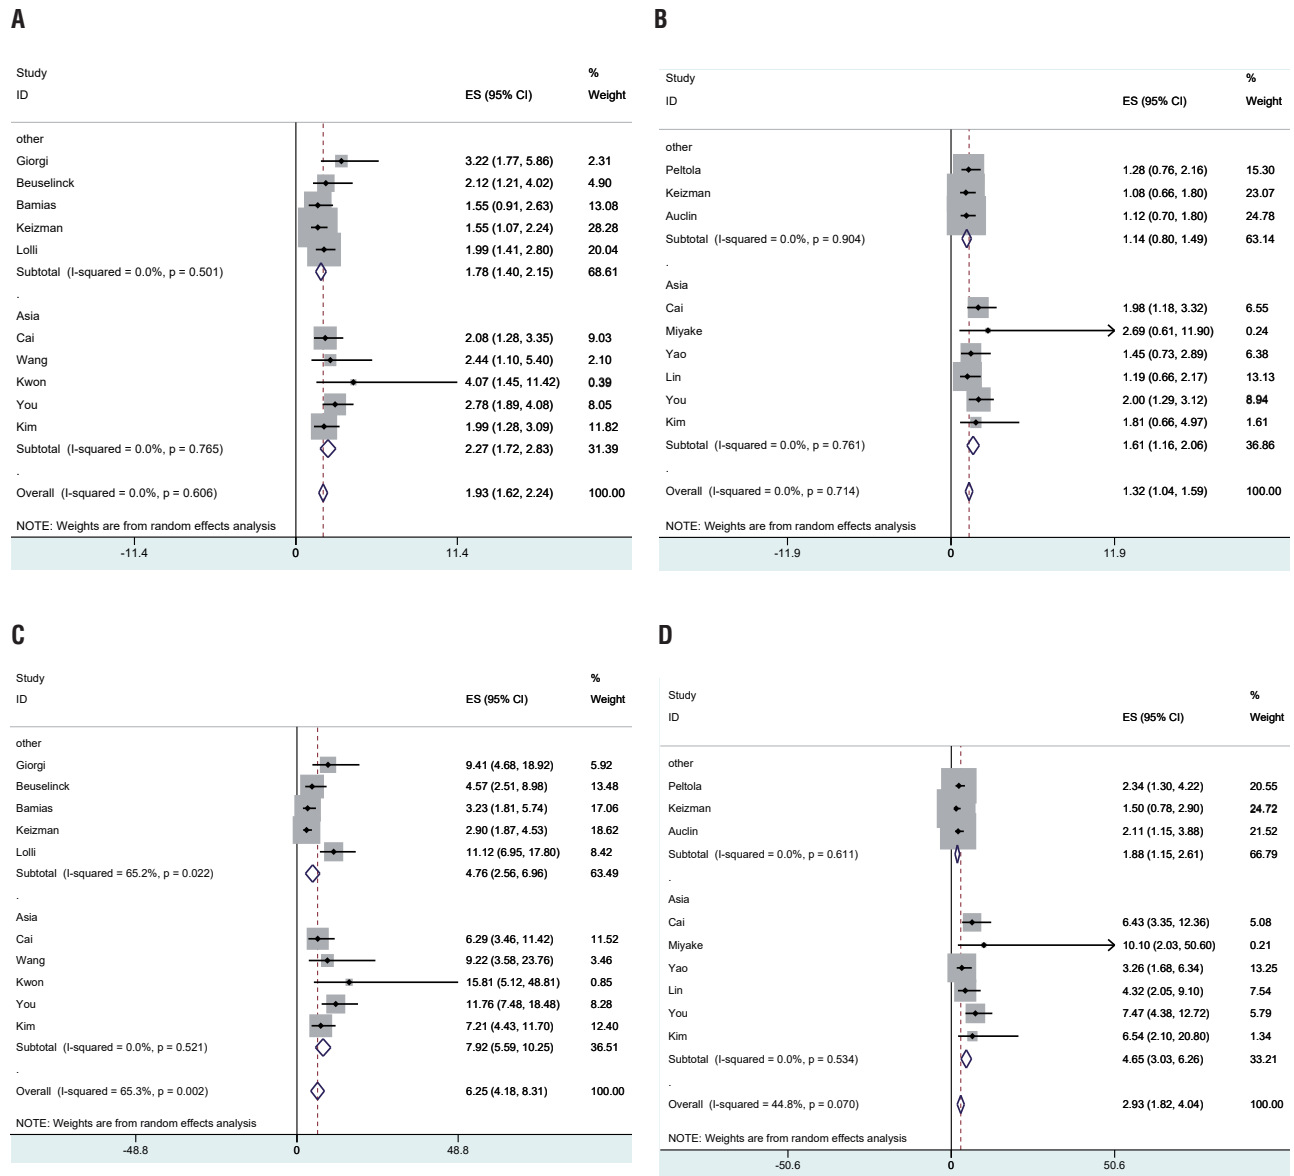 A
Study %
ID ES (95% CI) Weight
other
Giorgi 3.22 (1.77, 5.86) 2.31
Beuselinck 2.12 (1.21, 4.02) 4.90
Bamias 1.55 (0.91, 2.63) 13.08
Keizman 1.55 (1.07, 2.24) 28.28
Lolli 1.99 (1.41, 2.80) 20.04
Subtotal (I-squared = 0.0%, p = 0.501) 1.78 (1.40, 2.15) 68.61
.
Asia
Cai 2.08 (1.28, 3.35) 9.03
Wang 2.44 (1.10, 5.40) 2.10
Kwon 4.07 (1.45, 11.42) 0.39
You 2.78 (1.89, 4.08) 8.05
Kim 1.99 (1.28, 3.09) 11.82
Subtotal (I-squared = 0.0%, p = 0.765) 2.27 (1.72, 2.83) 31.39
.
Overall (I-squared = 0.0%, p = 0.606) 1.93 (1.62, 2.24) 100.00
NOTE: Weights are from random effects analysis
-11.4 0 11.4
B
Study %
ID ES (95% CI) Weight
other
Peltola 1.28 (0.76, 2.16) 15.30
Keizman 1.08 (0.66, 1.80) 23.07
Auclin 1.12 (0.70, 1.80) 24.78
Subtotal (I-squared = 0.0%, p = 0.904) 1.14 (0.80, 1.49) 63.14
.
Asia
Cai 1.98 (1.18, 3.32) 6.55
Miyake 2.69 (0.61, 11.90) 0.24
Yao 1.45 (0.73, 2.89) 6.38
Lin 1.19 (0.66, 2.17) 13.13
You 2.00 (1.29, 3.12) 8.94
Kim 1.81 (0.66, 4.97) 1.61
Subtotal (I-squared = 0.0%, p = 0.761) 1.61 (1.16, 2.06) 36.86
.
Overall (I-squared = 0.0%, p = 0.714) 1.32 (1.04, 1.59) 100.00
NOTE: Weights are from random effects analysis
-11.9 0 11.9
C
Study %
ID ES (95% CI) Weight
other
Giorgi 9.41 (4.68, 18.92) 5.92
Beuselinck 4.57 (2.51, 8.98) 13.48
Bamias 3.23 (1.81, 5.74) 17.06
Keizman 2.90 (1.87, 4.53) 18.62
Lolli 11.12 (6.95, 17.80) 8.42
Subtotal (I-squared = 65.2%, p = 0.022) 4.76 (2.56, 6.96) 63.49
.
Asia
Cai 6.29 (3.46, 11.42) 11.52
Wang 9.22 (3.58, 23.76) 3.46
Kwon 15.81 (5.12, 48.81) 0.85
You 11.76 (7.48, 18.48) 8.28
Kim 7.21 (4.43, 11.70) 12.40
Subtotal (I-squared = 0.0%, p = 0.521) 7.92 (5.59, 10.25) 36.51
.
Overall (I-squared = 65.3%, p = 0.002) 6.25 (4.18, 8.31) 100.00
NOTE: Weights are from random effects analysis
-48.8 0 48.8
D
Study %
ID ES (95% CI) Weight
other
Peltola 2.34 (1.30, 4.22) 20.55
Keizman 1.50 (0.78, 2.90) 24.72
Auclin 2.11 (1.15, 3.88) 21.52
Subtotal (I-squared = 0.0%, p = 0.611) 1.88 (1.15, 2.61) 66.79
.
Asia
Cai 6.43 (3.35, 12.36) 5.08
Miyake 10.10 (2.03, 50.60) 0.21
Yao 3.26 (1.68, 6.34) 13.25
Lin 4.32 (2.05, 9.10) 7.54
You 7.47 (4.38, 12.72) 5.79
Kim 6.54 (2.10, 20.80) 1.34
Subtotal (I-squared = 0.0%, p = 0.534) 4.65 (3.03, 6.26) 33.21
.
Overall (I-squared = 44.8%, p = 0.070) 2.93 (1.82, 4.04) 100.00
NOTE: Weights are from random effects analysis
-50.6 0 50.6